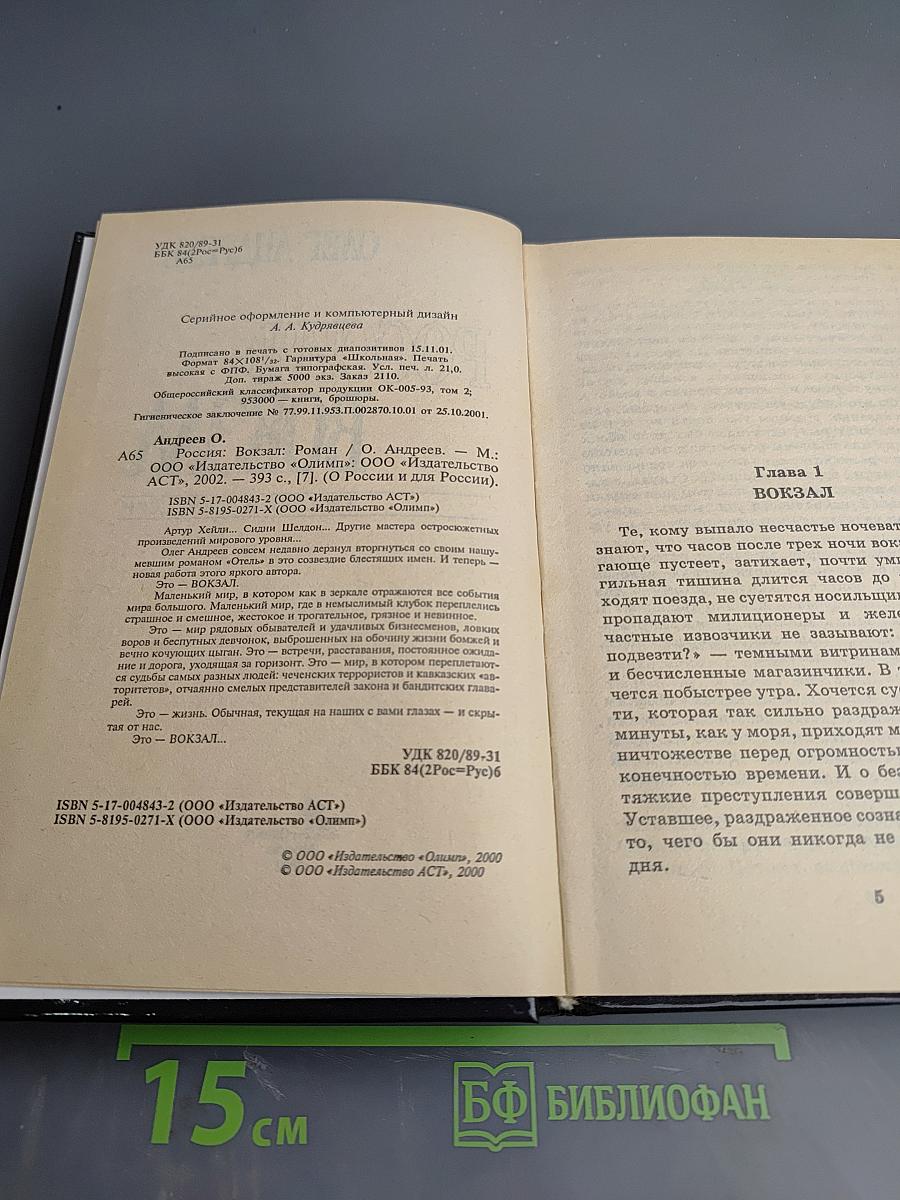 УДК 820/89-31
ББК 84(2Рос=Рус)6
А65
Серийное оформление и компьютерный дизайн
А. А. Кудрявцева
Подписано в печать с готовых диапозитивов 15.11.01.
Формат 84×108¹/₃₂. Гарнитура «Школьная». Печать
высокая с ФПФ. Бумага типографская. Усл. печ. л. 21,0.
Доп. тираж 5000 экз. Заказ 2110.
Общероссийский классификатор продукции ОК-005-93, том 2;
953000 — книги, брошюры.
Гигиеническое заключение № 77.99.11.953.П.002870.10.01 от 25.10.2001.
Андреев О.
А65 Россия: Вокзал: Роман / О. Андреев. — М.:
ООО «Издательство «Олимп»: ООО «Издательство
АСТ», 2002. — 393 с., [7]. (О России и для России).
ISBN 5-17-004843-2 (ООО «Издательство АСТ»)
ISBN 5-8195-0271-X (ООО «Издательство «Олимп»)
Артур Хейли... Сидни Шелдон... Другие мастера остросюжетных
произведений мирового уровня...
Олег Андреев совсем недавно дерзнул вторгнуться со своим нашу-
мевшим романом «Отель» в это созвездие блестящих имен. И теперь —
новая работа этого яркого автора.
Это — ВОКЗАЛ.
Маленький мир, в котором как в зеркале отражаются все события
мира большого. Маленький мир, где в немыслимый клубок переплелись
страшное и смешное, жестокое и трогательное, грязное и невинное.
Это — мир рядовых обывателей и удачливых бизнесменов, ловких
воров и беспутных девчонок, выброшенных на обочину жизни бомжей и
вечно кочующих цыган. Это — встречи, расставания, постоянное ожида-
ние и дорога, уходящая за горизонт. Это — мир, в котором переплетают-
ся судьбы самых разных людей: чеченских террористов и кавказских «ав-
торитетов», отчаянно смелых представителей закона и бандитских глава-
рей.
Это — жизнь. Обычная, текущая на наших с вами глазах — и скры-
тая от нас.
Это — ВОКЗАЛ...
УДК 820/89-31
ББК 84(2Рос=Рус)6
ISBN 5-17-004843-2 (ООО «Издательство АСТ»)
ISBN 5-8195-0271-X (ООО «Издательство «Олимп»)
© ООО «Издательство «Олимп», 2000
© ООО «Издательство АСТ», 2000
Глава 1
ВОКЗАЛ
Те, кому выпало несчастье ночеват
знают, что часов после трех ночи вокз
гающе пустеет, затихает, почти уми
гильная тишина длится часов до
ходят поезда, не суетятся носильщик
пропадают милиционеры и желе
частные извозчики не зазывают:
подвезти?» — темными витринам
и бесчисленные магазинчики. В т
чется побыстрее утра. Хочется су
ти, которая так сильно раздраж
минуты, как у моря, приходят м
ничтожестве перед огромность
конечностью времени. И о без
тяжкие преступления соверш
Уставшее, раздраженное созна
то, чего бы они никогда не
дня.
5
15 см
БФ БИБЛИОФАН